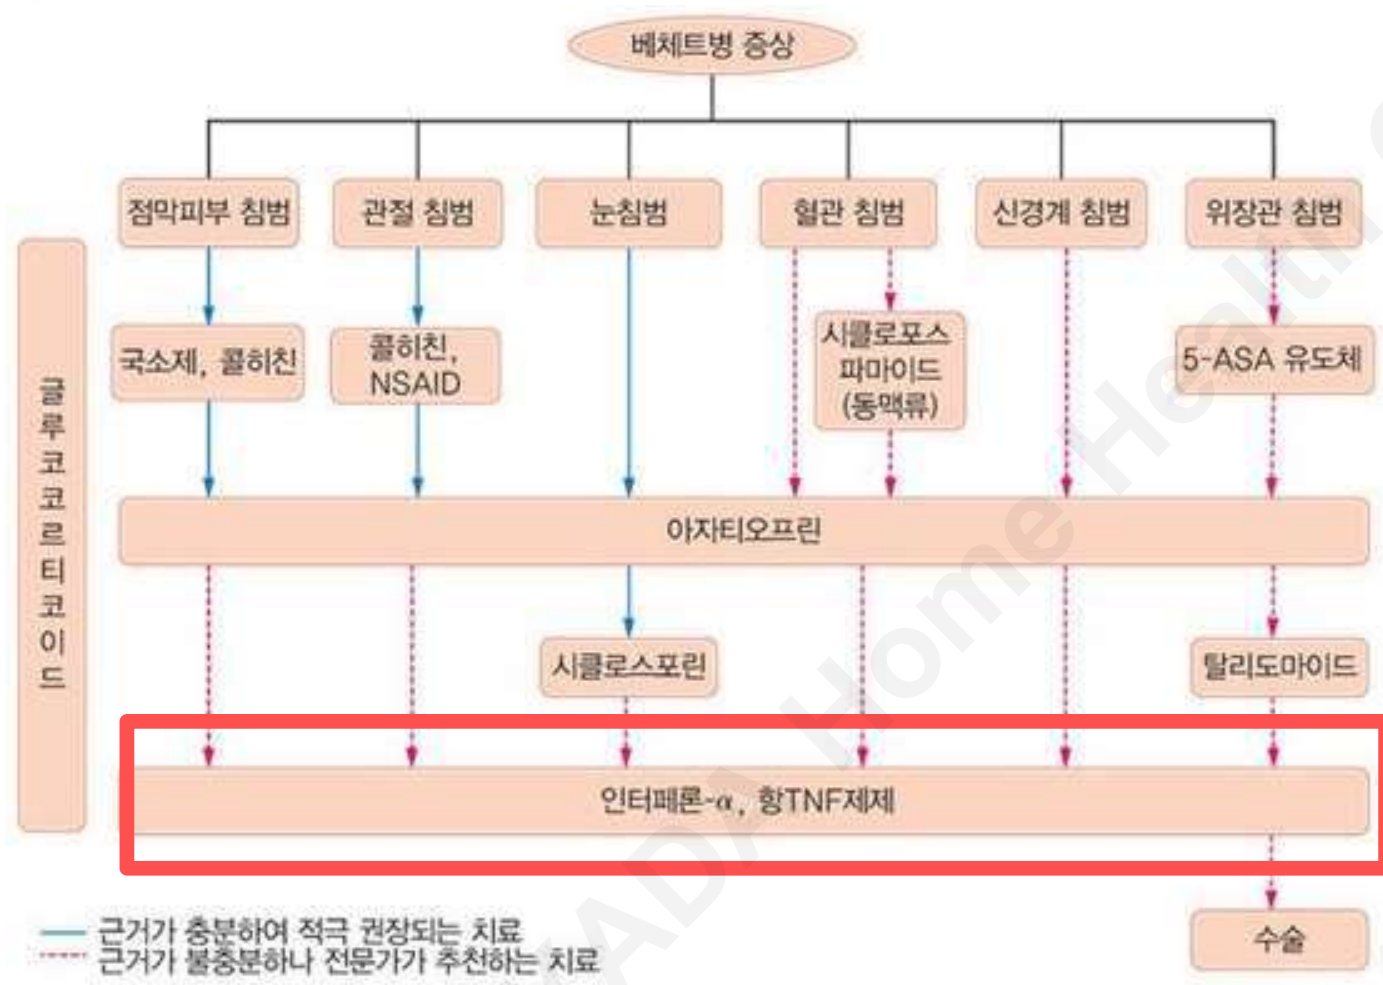 베체트병 증상
점막피부 침범
관절 침범
눈침범
혈관 침범
신경계 침범
위장관 침범
글루코코르티코이드
국소제, 콜히친
콜히친,
NSAID
시클로포스
파마이드
(동맥류)
5-ASA 유도체
아자티오프린
시클로스포린
탈리도마이드
인터페론-α, 항TNF제제
수술
근거가 충분하여 적극 권장되는 치료
근거가 불충분하나 전문가가 추천하는 치료
ADA Home Health